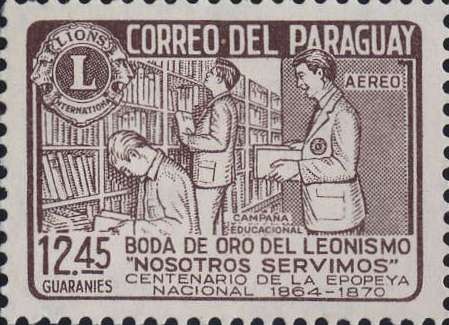 CORREO DEL PARAGUAY
LIONS
L
INTERNATIONAL
AEREO
CAMPAÑA
EDUCACIONAL
12.45
GUARANIES
BODA DE ORO DEL LEONISMO
"NOSOTROS SERVIMOS"
CENTENARIO DE LA EPOPEYA
NACIONAL 1864-1870